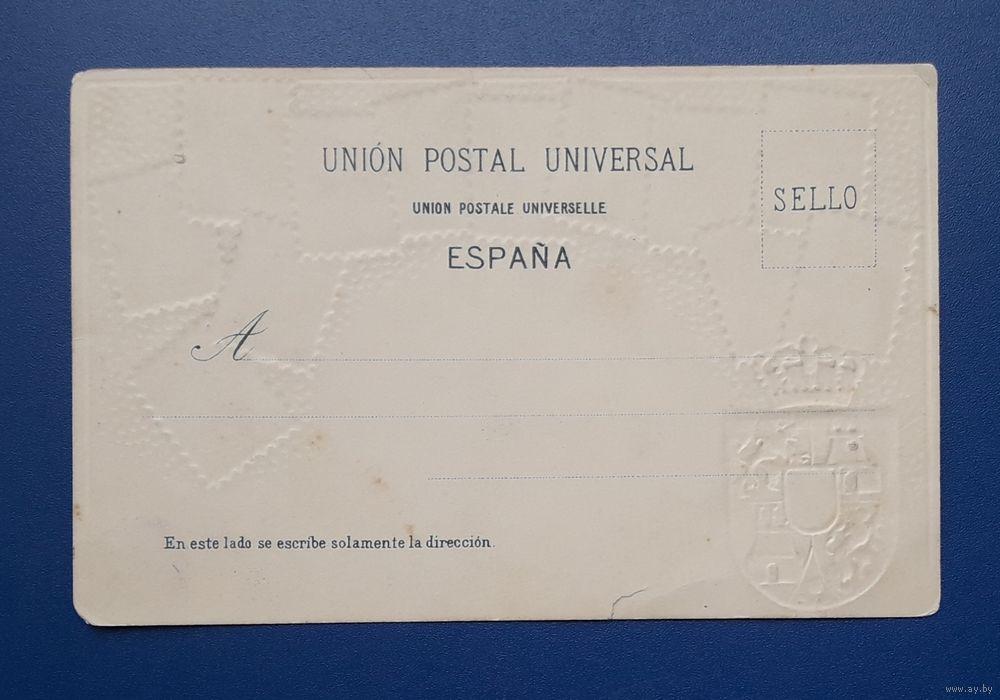 UNIÓN POSTAL UNIVERSAL
UNION POSTALE UNIVERSELLE
ESPAÑA
SELLO
A
En este lado se escribe solamente la dirección.
www.ay.by